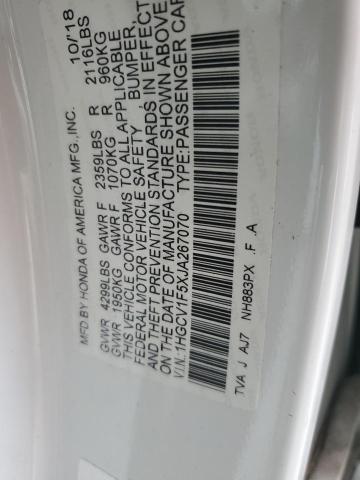 MFD.BY HONDA OF AMERICA MFG.,INC. 10/'18
GVWR 4299LBS GAWR F 2359LBS R 2116LBS
GVWR 1950KG GAWR F 1070KG R 960KG
THIS VEHICLE CONFORMS TO ALL APPLICABLE
FEDERAL MOTOR VEHICLE SAFETY, BUMPER,
AND THEFT PREVENTION STANDARDS IN EFFECT
ON THE DATE OF MANUFACTURE SHOWN ABOVE.
V.I.N.:1HGCV1F5XJA267070 TYPE:PASSENGER CAR
TVA J AJ7 NH883PX .F .A